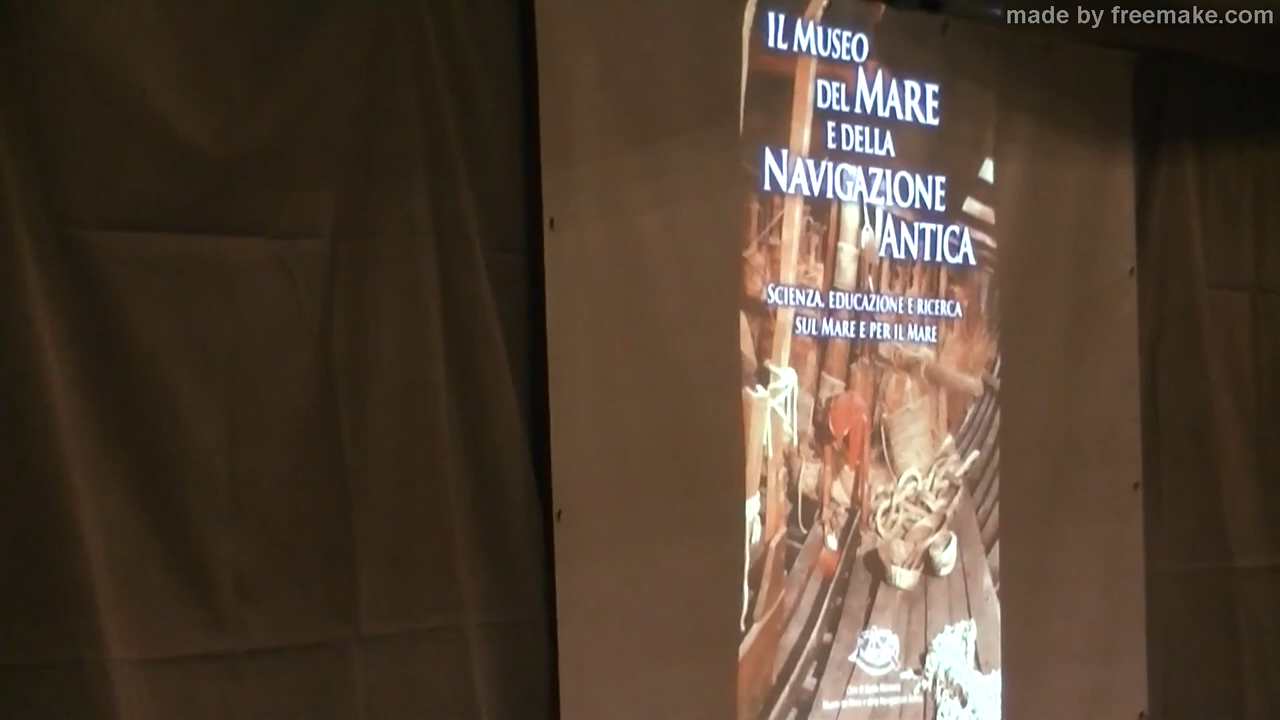 made by freemake.com
IL MUSEO
DEL MARE
E DELLA
NAVIGAZIONE
ANTICA
SCIENZA, EDUCAZIONE E RICERCA
SUL MARE E PER IL MARE